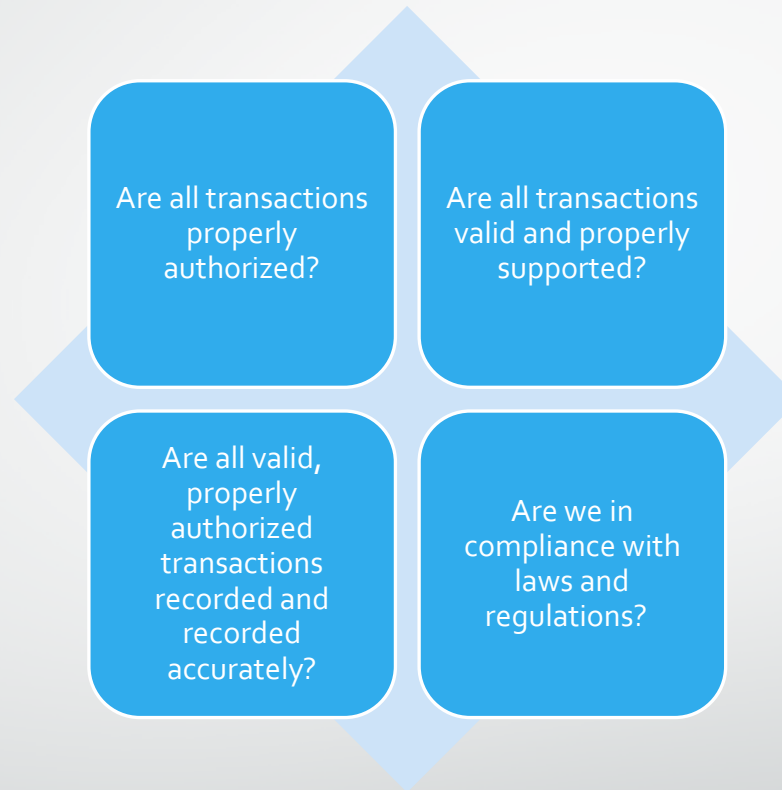 Are all transactions
properly
authorized?
Are all transactions
valid and properly
supported?
Are all valid,
properly
authorized
transactions
recorded and
recorded
accurately?
Are we in
compliance with
laws and
regulations?